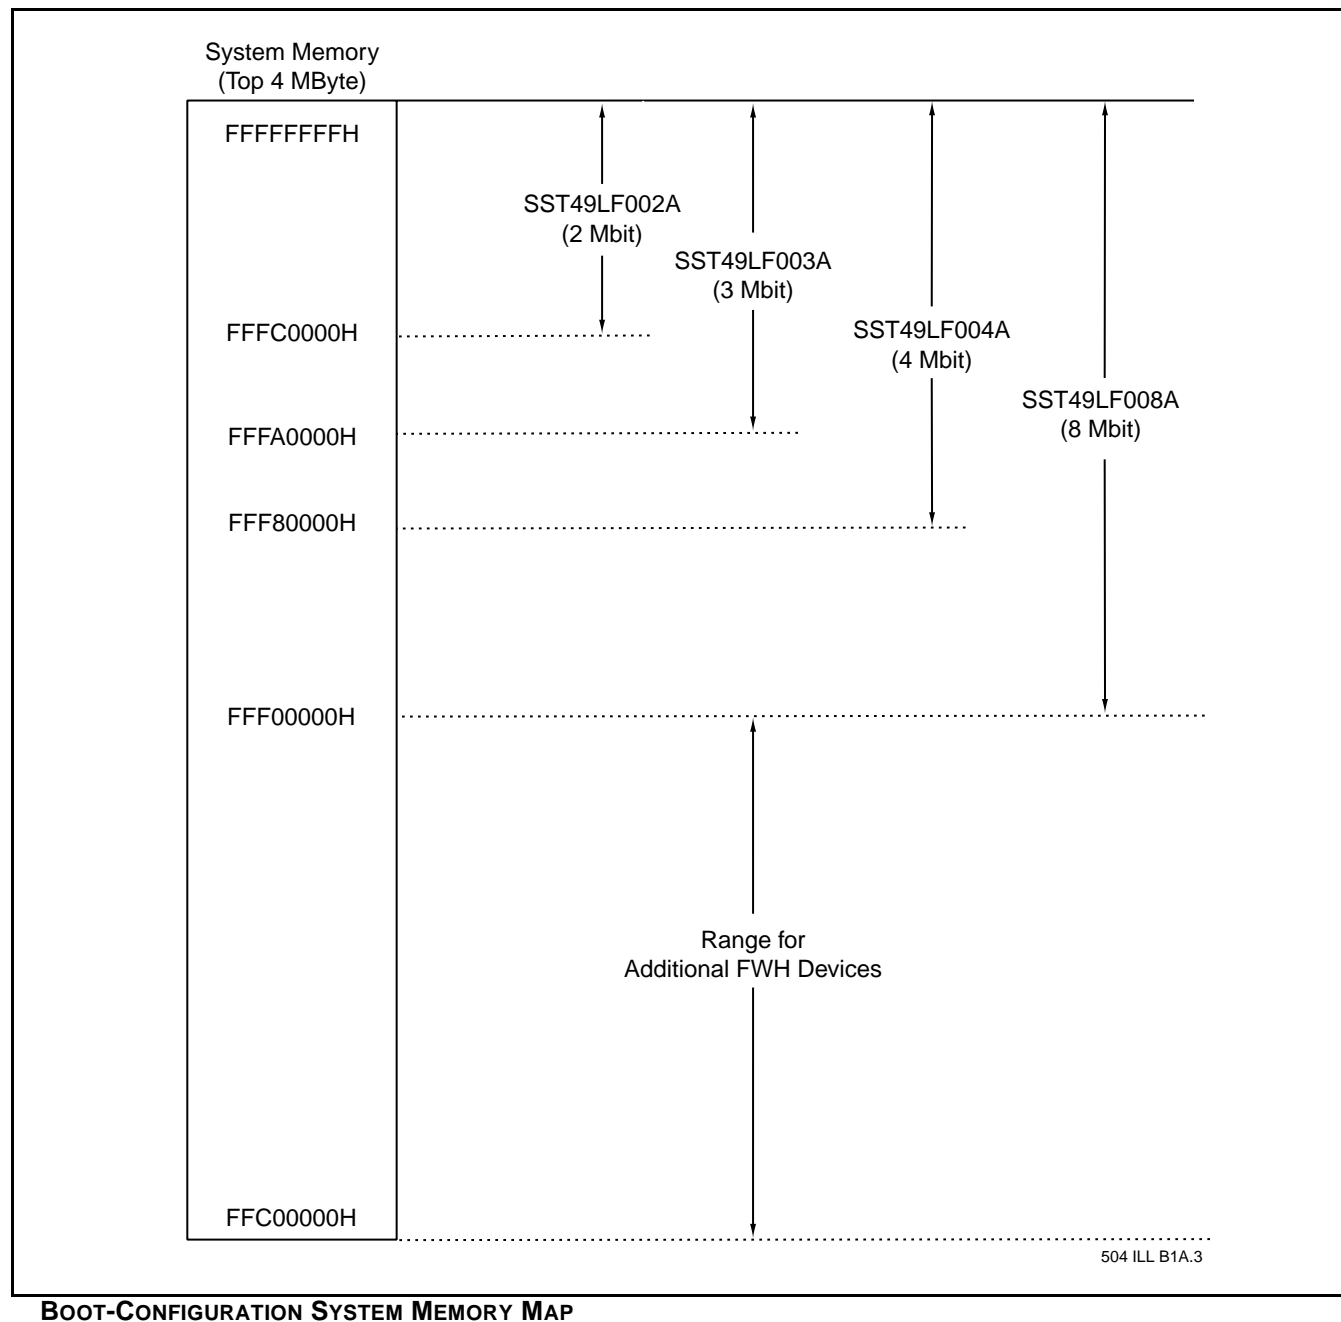 System Memory
(Top 4 MByte)
FFFFFFFFH
SST49LF002A
(2 Mbit)
SST49LF003A
(3 Mbit)
SST49LF004A
(4 Mbit)
SST49LF008A
(8 Mbit)
FFFC0000H
FFFA0000H
FFF80000H
FFF00000H
Range for
Additional FWH Devices
FFC00000H
504 ILL B1A.3
BOOT-CONFIGURATION SYSTEM MEMORY MAP